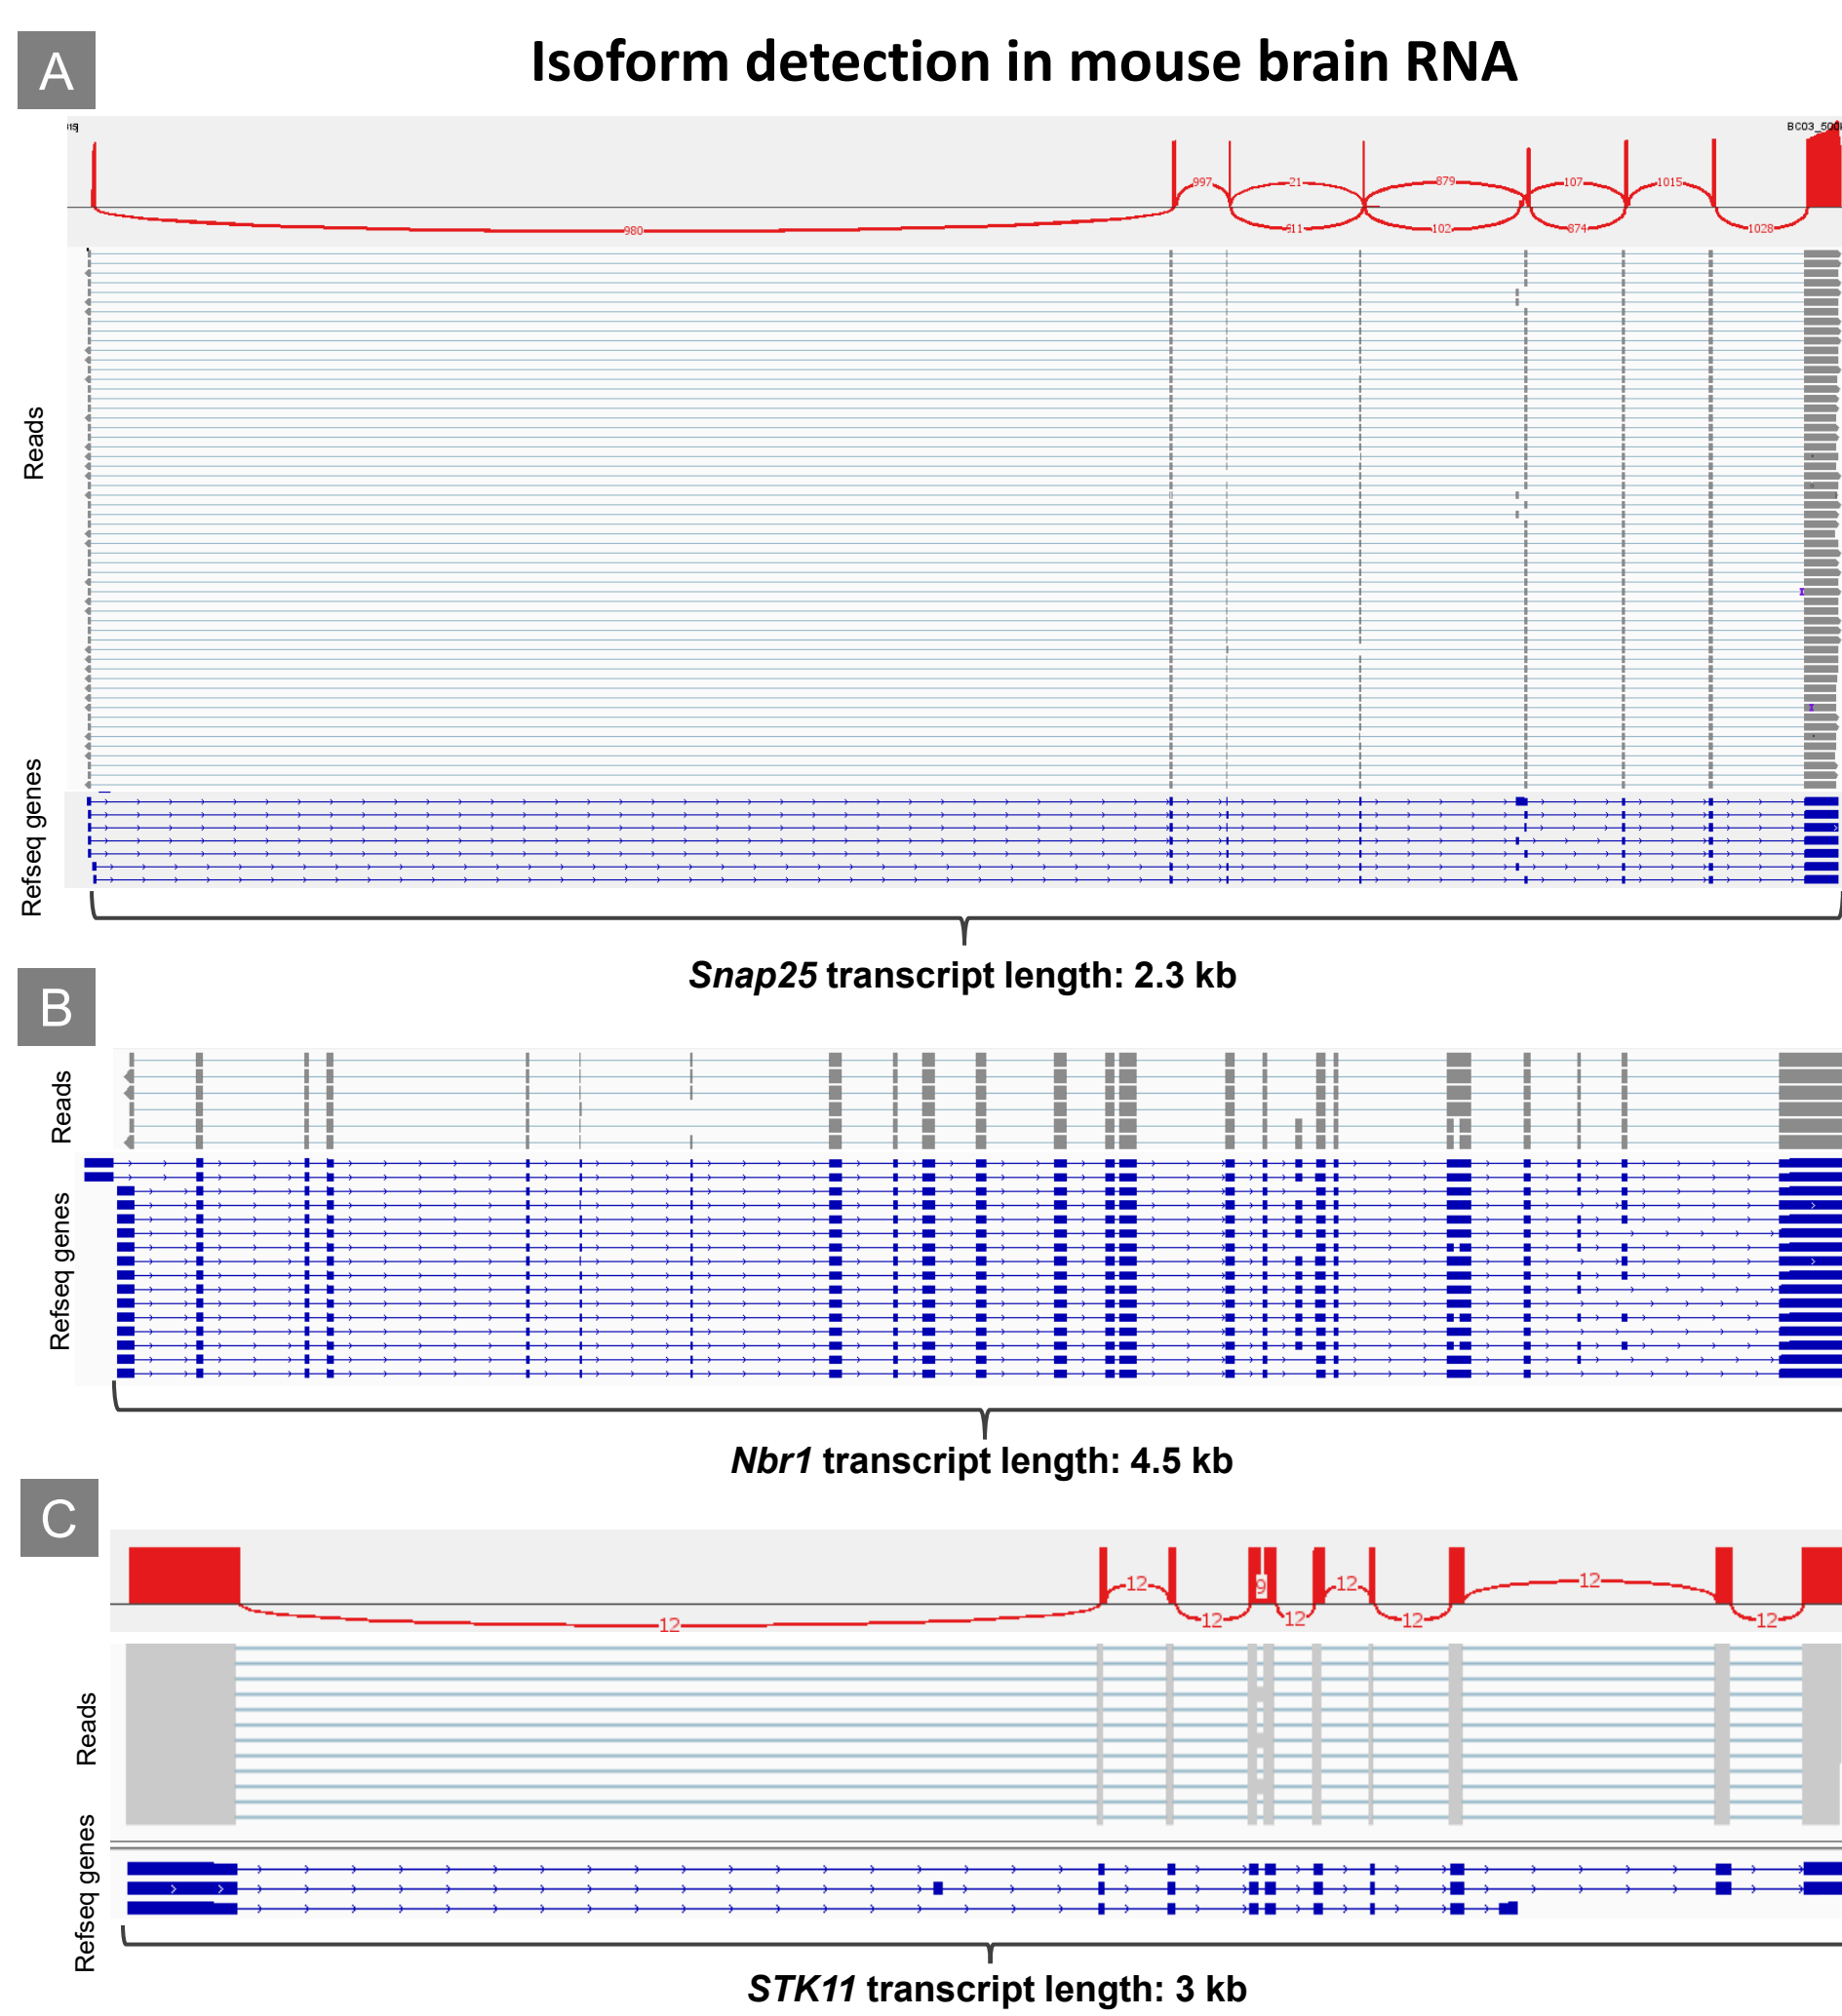 A
Isoform detection in mouse brain RNA
997
21
879
107
1015
980
102
874
1028
Reads
Refseq genes
Snap25 transcript length: 2.3 kb
B
Reads
Refseq genes
Nbr1 transcript length: 4.5 kb
C
12
9
12
12
12
12
12
12
12
Reads
Refseq genes
STK11 transcript length: 3 kb